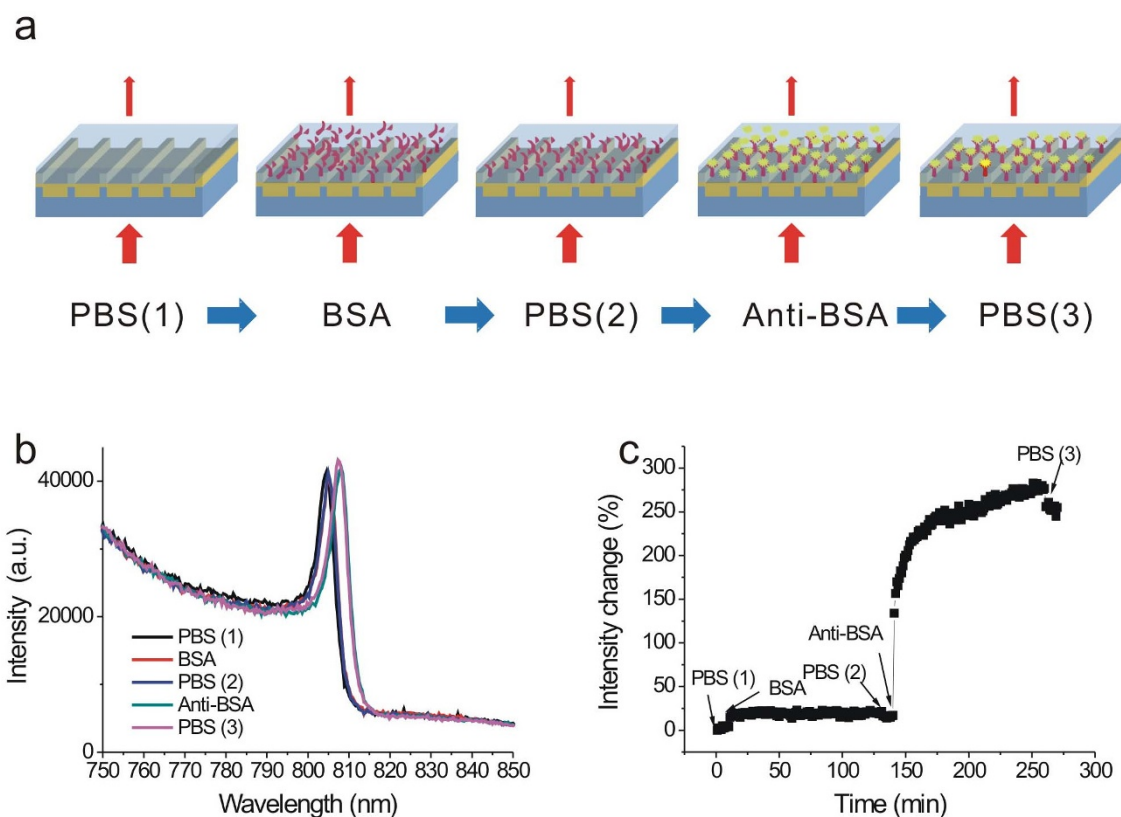 a
PBS(1) BSA PBS(2) Anti-BSA PBS(3)
b
Intensity (a.u.)
40000
20000
0
PBS (1)
BSA
PBS (2)
Anti-BSA
PBS (3)
750 760 770 780 790 800 810 820 830 840 850
Wavelength (nm)
c
Intensity change (%)
300
250
200
150
100
50
0
PBS (3)
Anti-BSA
PBS (1) BSA PBS (2)
0 50 100 150 200 250 300
Time (min)